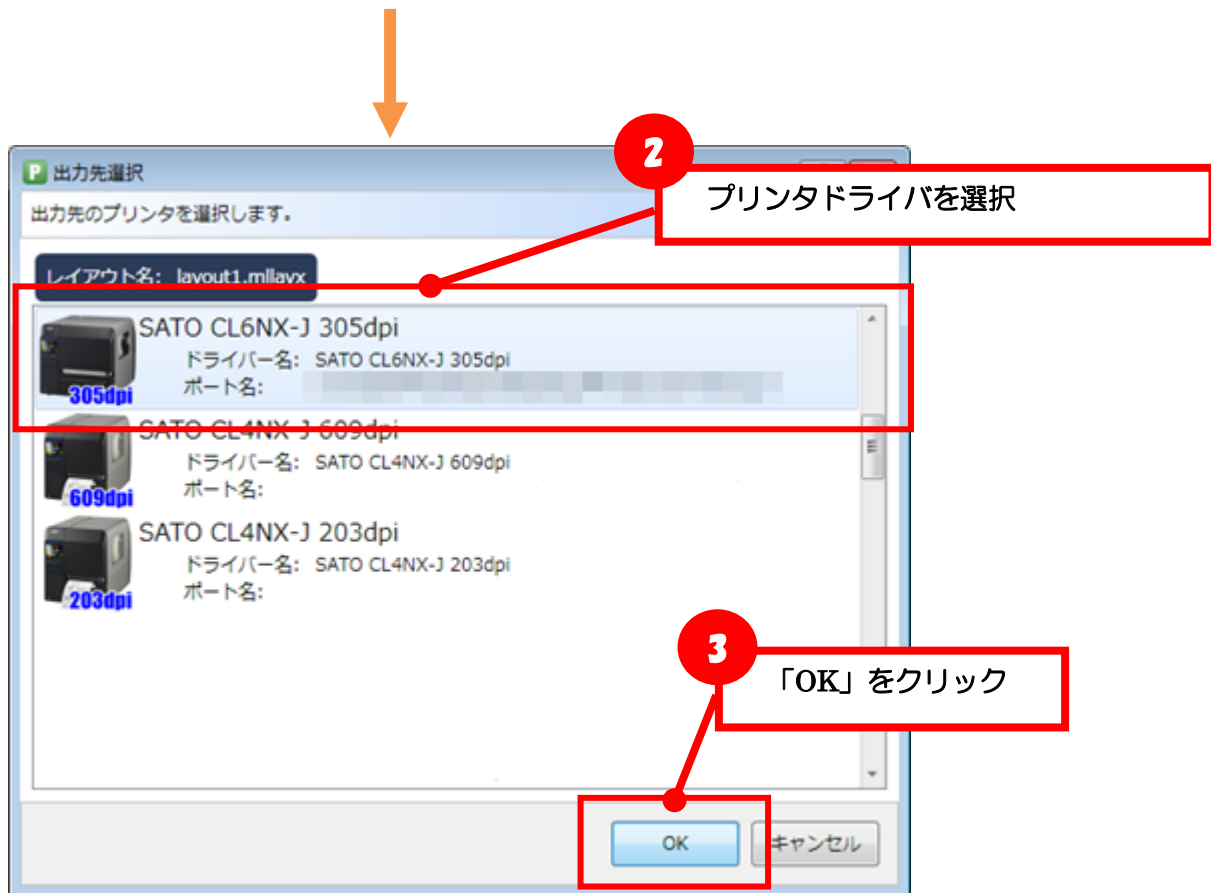 2
出力先選択
プリンタドライバを選択
出力先のプリンタを選択します。
レイアウト名: layout1.mllayx
SATO CL6NX-J 305dpi
ドライバー名: SATO CL6NX-J 305dpi
ポート名:
305dpi
SATO CL4NX-J 609dpi
ドライバー名: SATO CL4NX-J 609dpi
ポート名:
609dpi
SATO CL4NX-J 203dpi
ドライバー名: SATO CL4NX-J 203dpi
ポート名:
203dpi
3
「OK」をクリック
OK キャンセル